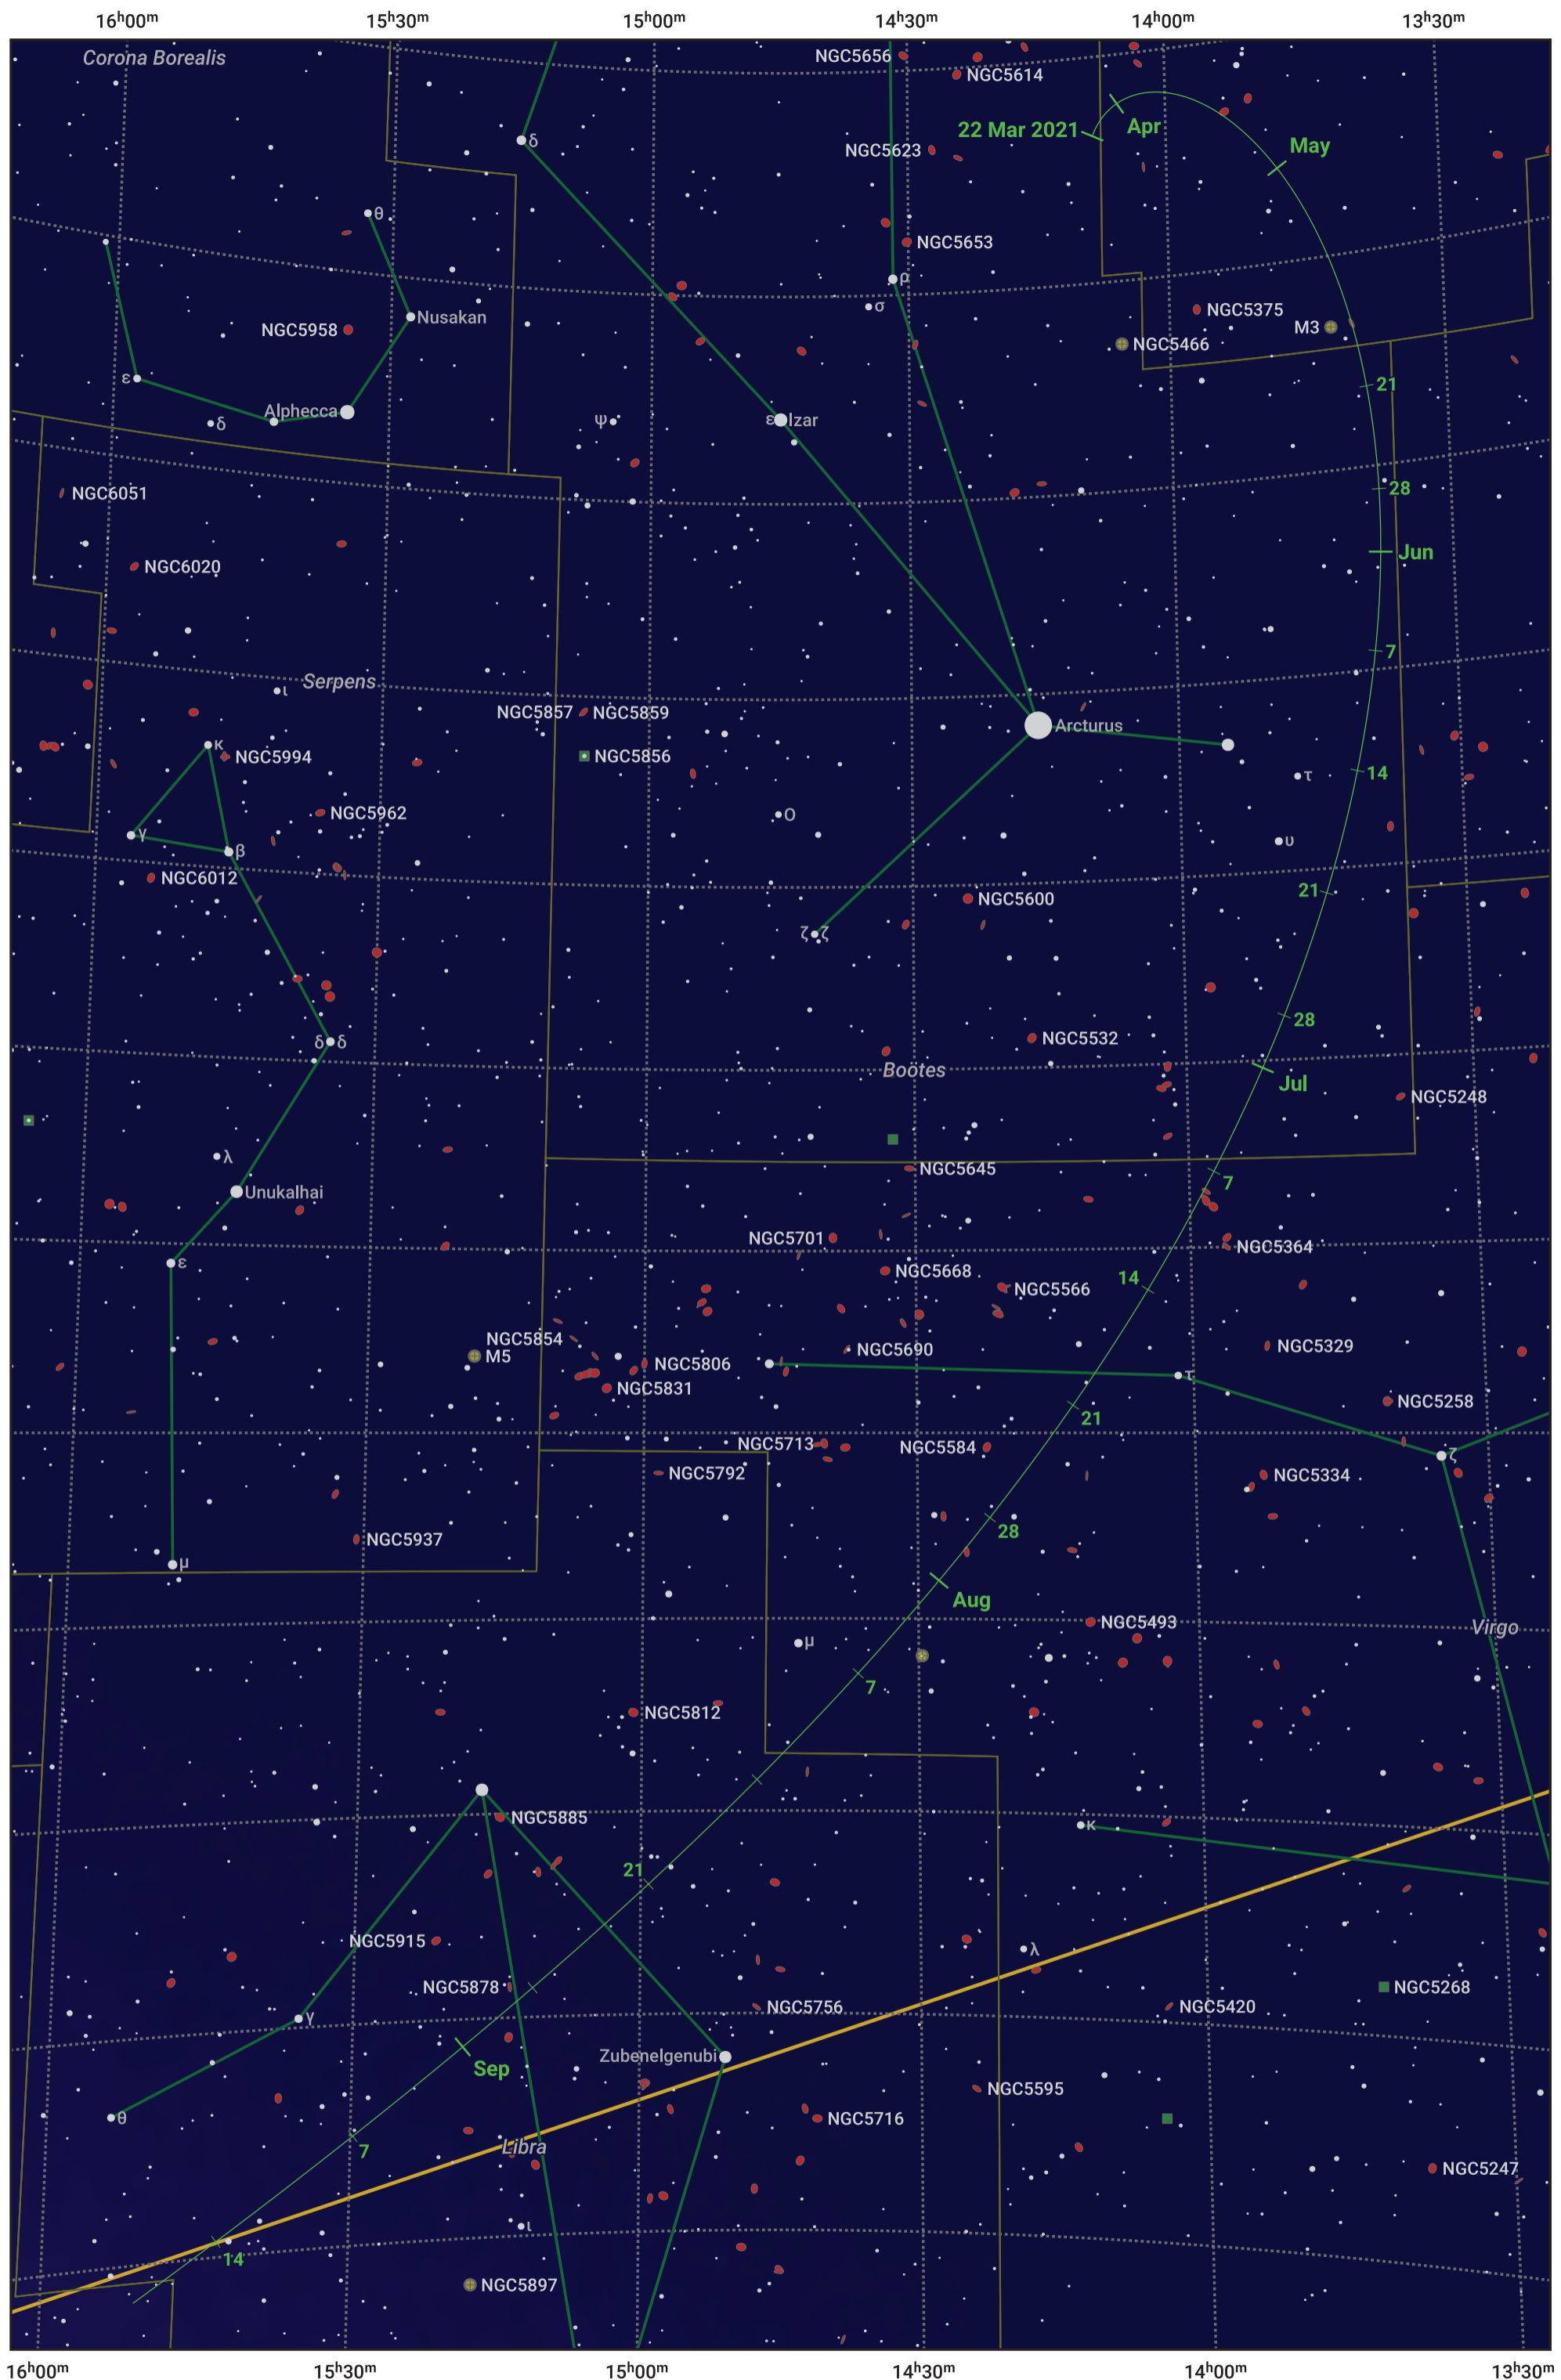 16h00m 15h30m 15h00m 14h30m 14h00m 13h30m
Corona Borealis
NGC5656
NGC5614
22 Mar 2021
Apr
δ
May
NGC5623
θ
NGC5653
ρ
σ
NGC5375
Nusakan
M3
NGC5958
NGC5466
ε
21
Alphecca
δ
ψ
ε Izar
28
NGC6051
Jun
NGC6020
7
Serpens
ι
NGC5857 NGC5859
Arcturus
κ
NGC5994
NGC5856
14
τ
NGC5962
ο
γ
β
υ
NGC6012
21
NGC5600
ζ ζ
28
δ δ
NGC5532
Boötes
Jul
NGC5248
λ
NGC5645
7
Unukalhai
NGC5701
NGC5364
ε
NGC5668
14
NGC5566
NGC5854
M5
NGC5690
NGC5329
NGC5806
τ
NGC5831
NGC5258
21
NGC5713
NGC5584
ζ
NGC5792
NGC5334
28
NGC5937
μ
Aug
NGC5493
Virgo
μ
7
NGC5812
NGC5885
κ
21
NGC5915
λ
NGC5878
NGC5268
NGC5756
NGC5420
γ
Zubenelgenubi
Sep
NGC5595
θ
NGC5716
Libra
7
NGC5247
ι
14
NGC5897
16h00m 15h30m 15h00m 14h30m 14h00m 13h30m